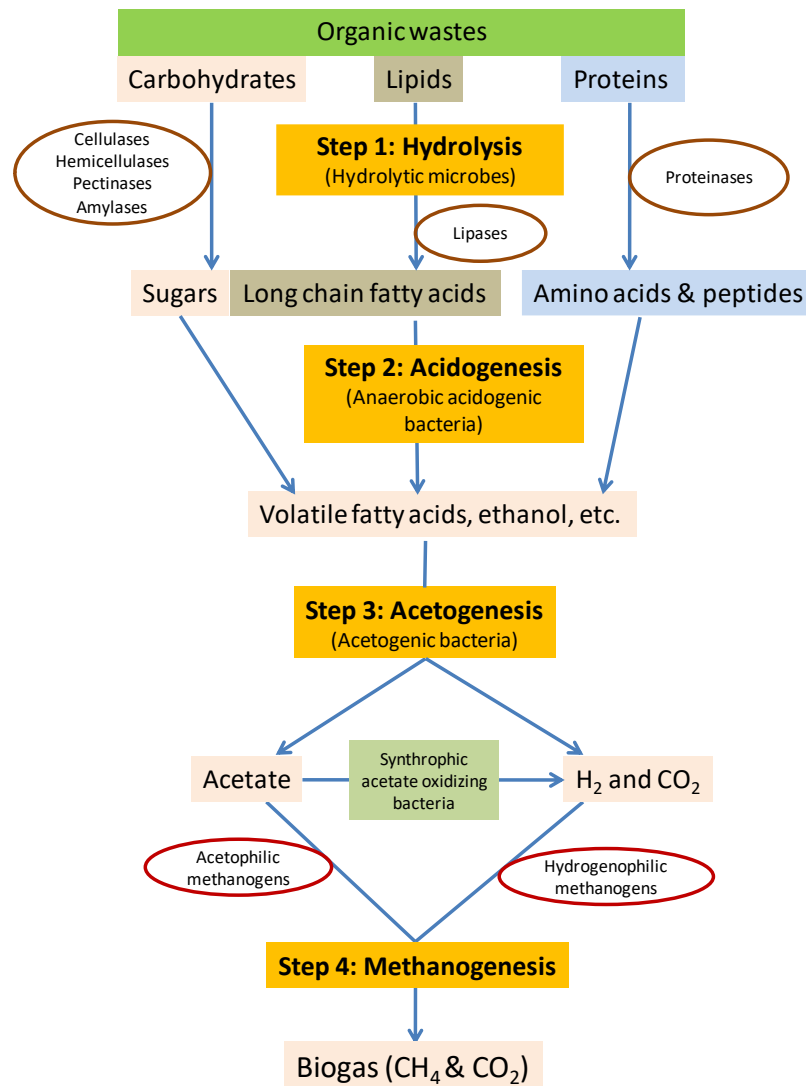 Organic wastes
Carbohydrates
Lipids
Proteins
Cellulases
Hemicellulases
Pectinases
Amylases
Step 1: Hydrolysis
(Hydrolytic microbes)
Proteinases
Lipases
Sugars
Long chain fatty acids
Amino acids & peptides
Step 2: Acidogenesis
(Anaerobic acidogenic
bacteria)
Volatile fatty acids, ethanol, etc.
Step 3: Acetogenesis
(Acetogenic bacteria)
Acetate
Synthrophic
acetate oxidizing
bacteria
H₂ and CO₂
Acetophilic
methanogens
Hydrogenophilic
methanogens
Step 4: Methanogenesis
Biogas (CH₄ & CO₂)